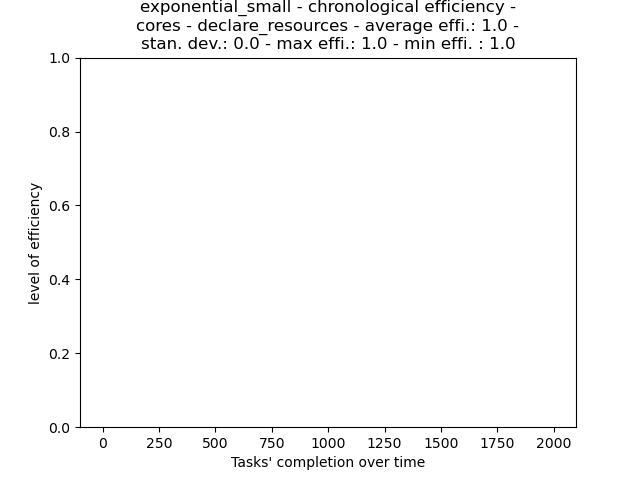 exponential_small - chronological efficiency -
cores - declare_resources - average effi.: 1.0 -
stan. dev.: 0.0 - max effi.: 1.0 - min effi. : 1.0
1.0
0.8
0.6
0.4
0.2
0.0
level of efficiency
0 250 500 750 1000 1250 1500 1750 2000
Tasks' completion over time